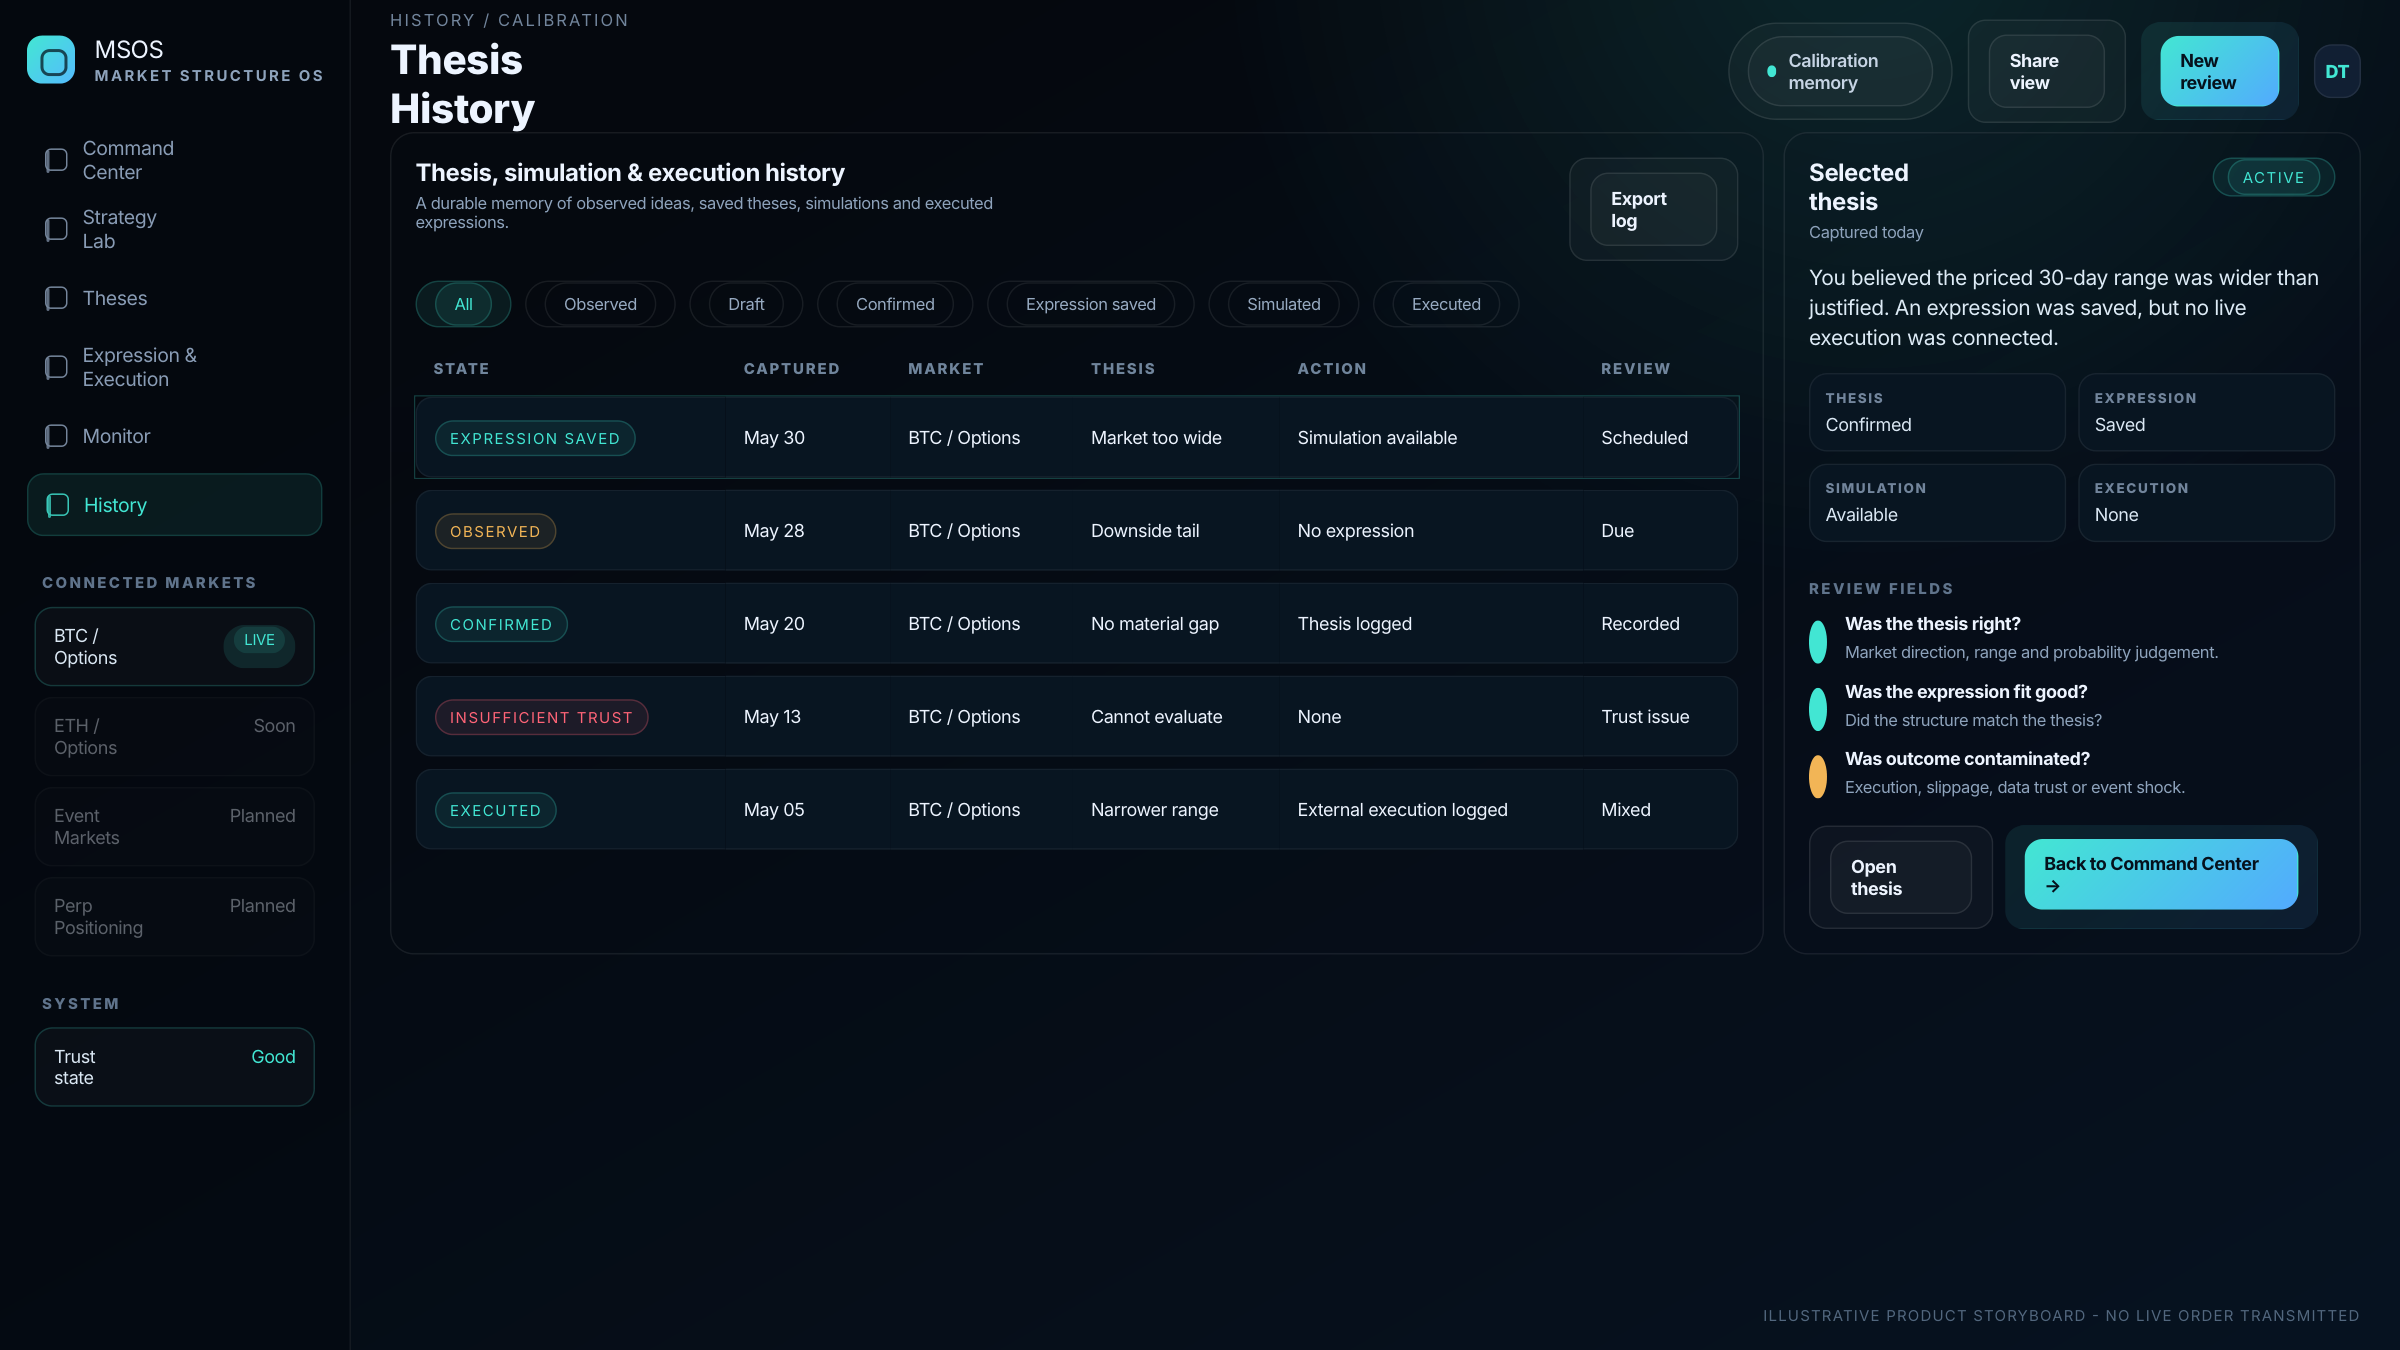 MSOS
MARKET STRUCTURE OS
Command
Center
Strategy
Lab
Theses
Expression &
Execution
Monitor
History
CONNECTED MARKETS
BTC /
Options
LIVE
ETH /
Options
Soon
Event
Markets
Planned
Perp
Positioning
Planned
SYSTEM
Trust
state
Good
HISTORY / CALIBRATION
Thesis
History
Calibration
memory
Share
view
New
review
DT
Thesis, simulation & execution history
A durable memory of observed ideas, saved theses, simulations and executed
expressions.
Export
log
All
Observed
Draft
Confirmed
Expression saved
Simulated
Executed
STATE CAPTURED MARKET THESIS ACTION REVIEW
EXPRESSION SAVED May 30 BTC / Options Market too wide Simulation available Scheduled
OBSERVED May 28 BTC / Options Downside tail No expression Due
CONFIRMED May 20 BTC / Options No material gap Thesis logged Recorded
INSUFFICIENT TRUST May 13 BTC / Options Cannot evaluate None Trust issue
EXECUTED May 05 BTC / Options Narrower range External execution logged Mixed
Selected
thesis
ACTIVE
Captured today
You believed the priced 30-day range was wider than
justified. An expression was saved, but no live
execution was connected.
THESIS
Confirmed
EXPRESSION
Saved
SIMULATION
Available
EXECUTION
None
REVIEW FIELDS
Was the thesis right?
Market direction, range and probability judgement.
Was the expression fit good?
Did the structure match the thesis?
Was outcome contaminated?
Execution, slippage, data trust or event shock.
Open
thesis
Back to Command Center
→
ILLUSTRATIVE PRODUCT STORYBOARD - NO LIVE ORDER TRANSMITTED